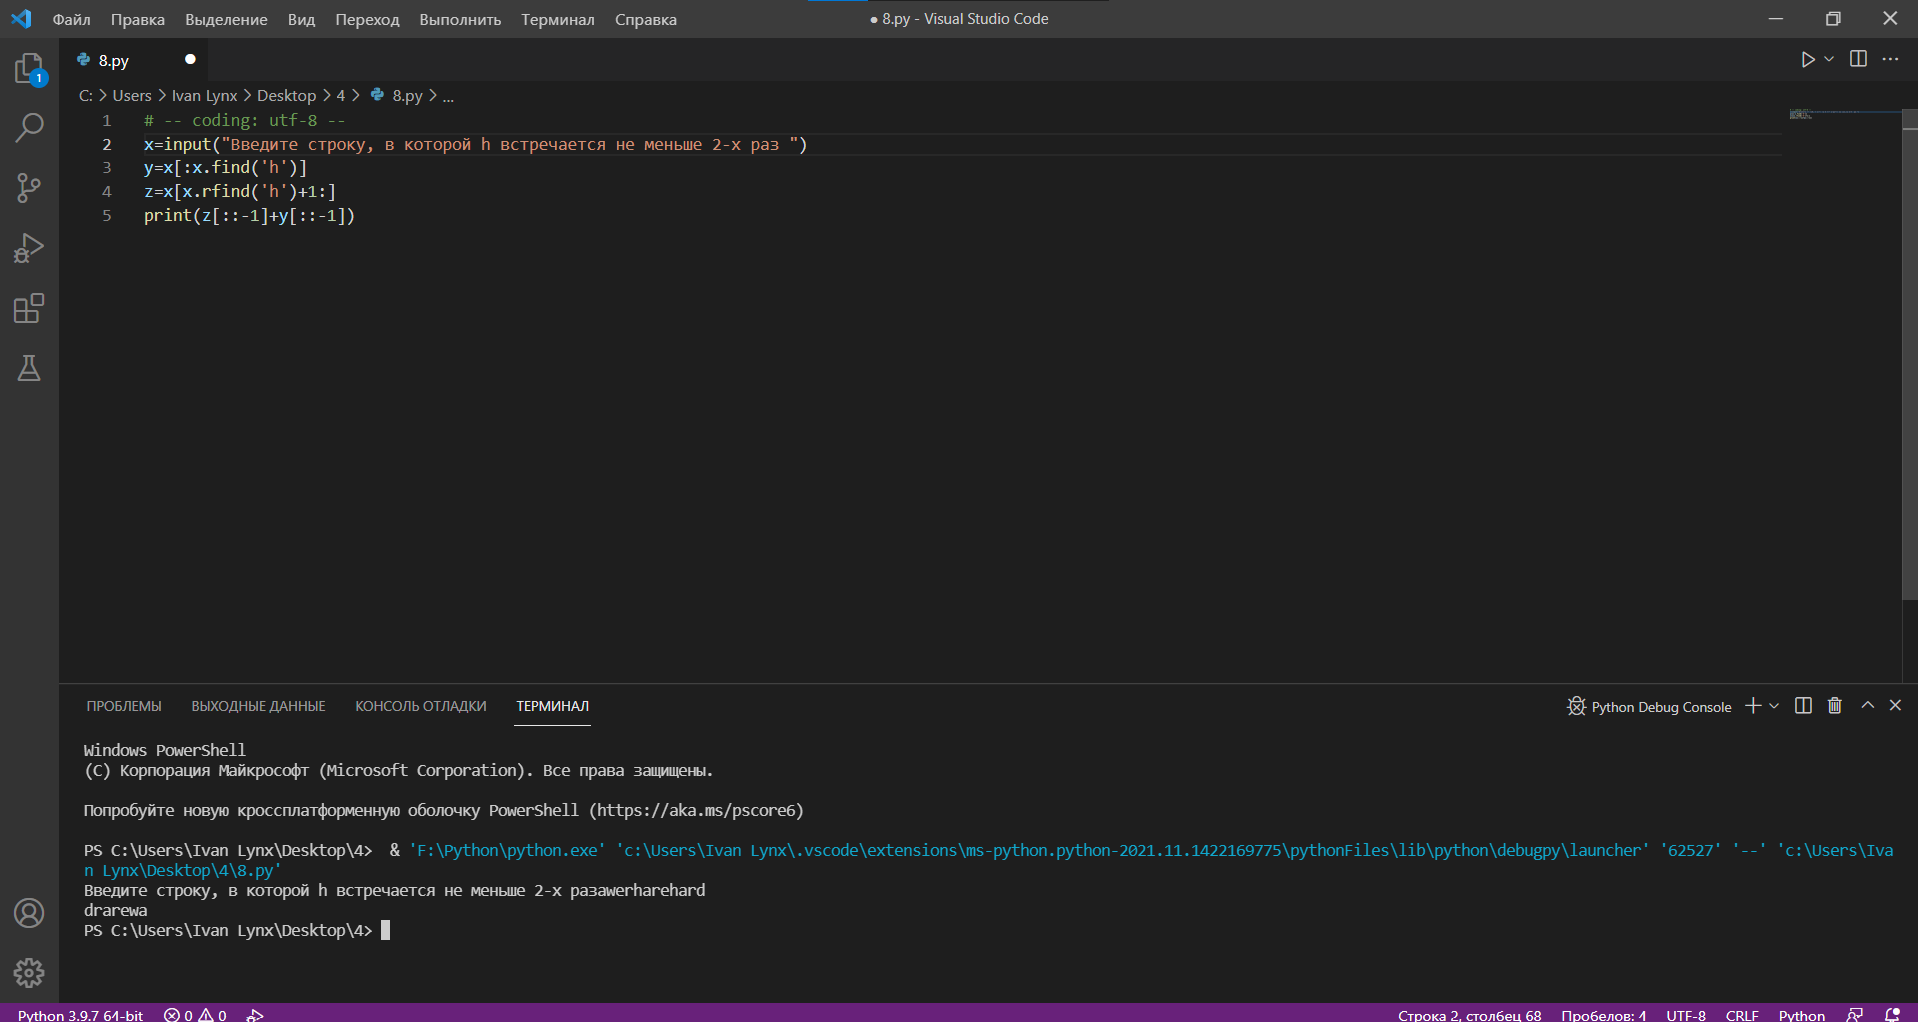 Файл Правка Выделение Вид Переход Выполнить Терминал Справка ● 8.py - Visual Studio Code
8.py
1
C: > Users > Ivan Lynx > Desktop > 4 > 8.py > ...
1 # -- coding: utf-8 --
2 x=input("Введите строку, в которой h встречается не меньше 2-х раз ")
3 y=x[:x.find('h')]
4 z=x[x.rfind('h')+1:]
5 print(z[::-1]+y[::-1])
ПРОБЛЕМЫ ВЫХОДНЫЕ ДАННЫЕ КОНСОЛЬ ОТЛАДКИ ТЕРМИНАЛ Python Debug Console
Windows PowerShell
(C) Корпорация Майкрософт (Microsoft Corporation). Все права защищены.
Попробуйте новую кроссплатформенную оболочку PowerShell (https://aka.ms/pscore6)
PS C:\Users\Ivan Lynx\Desktop\4>  & 'F:\Python\python.exe' 'c:\Users\Ivan Lynx\.vscode\extensions\ms-python.python-2021.11.1422169775\pythonFiles\lib\python\debugpy\launcher' '62527' '--' 'c:\Users\Iva
n Lynx\Desktop\4\8.py'
Введите строку, в которой h встречается не меньше 2-х разawerharehard
drarewa
PS C:\Users\Ivan Lynx\Desktop\4>
Python 3.9.7 64-bit 0 0 Строка 2, столбец 68 Пробелов: 4 UTF-8 CRLF Python